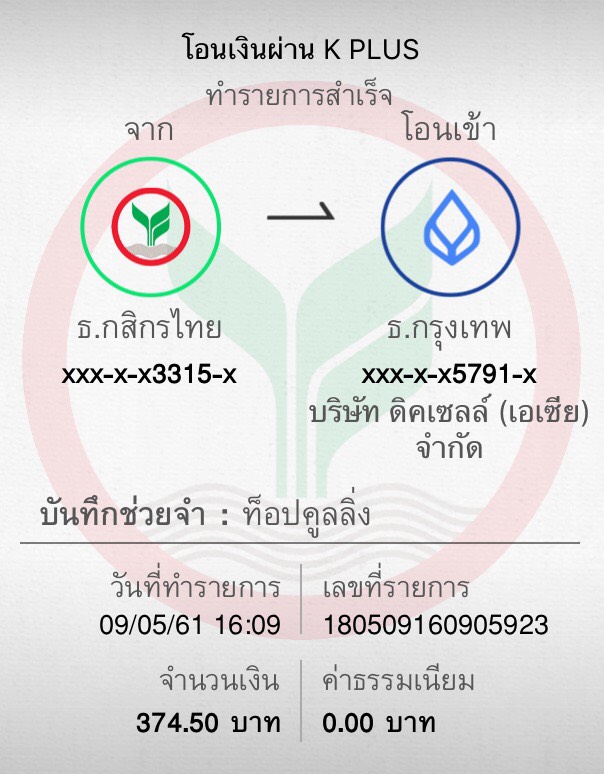 โอนเงินผ่าน K PLUS
ทำรายการสำเร็จ
จาก
โอนเข้า
ธ.กสิกรไทย
ธ.กรุงเทพ
xxx-x-x3315-x
xxx-x-x5791-x
บริษัท ดิคเซลล์ (เอเซีย)
จำกัด
บันทึกช่วยจำ : ท็อปคูลลิ่ง
วันที่ทำรายการ
เลขที่รายการ
09/05/61 16:09
180509160905923
จำนวนเงิน
ค่าธรรมเนียม
374.50 บาท
0.00 บาท